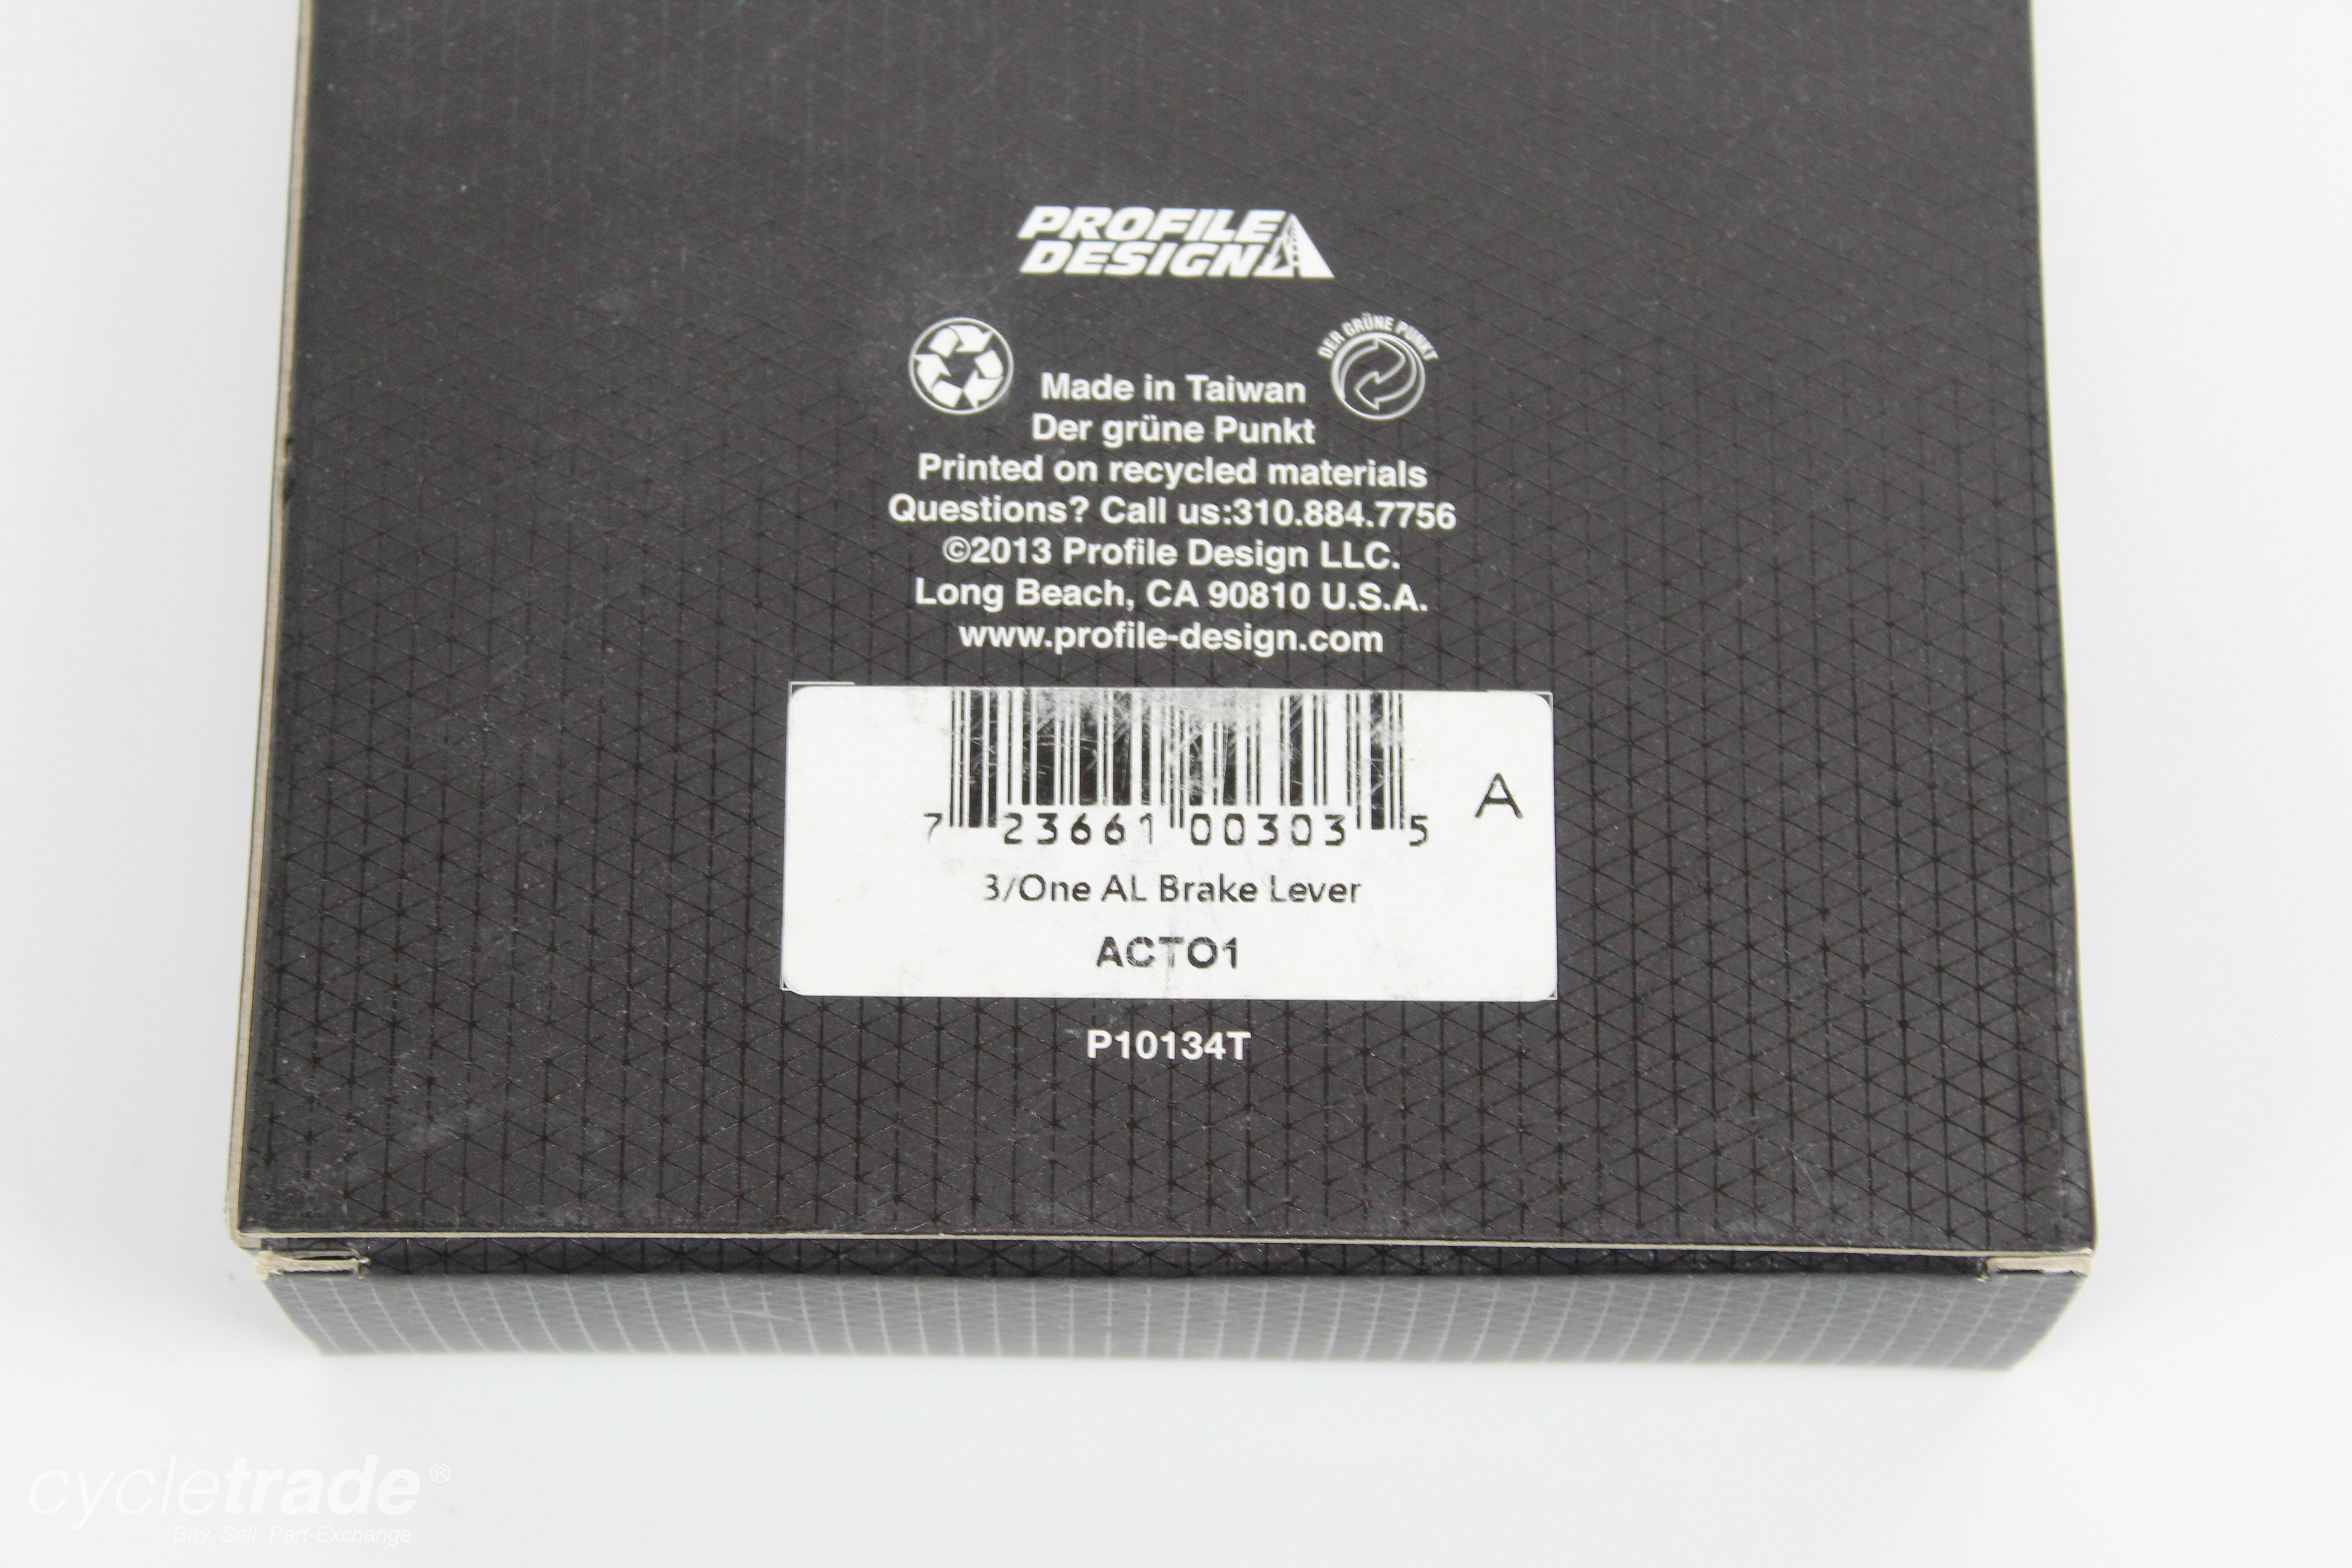 PROFILE
DESIGN
DER GRÜNE PUNKT
Made in Taiwan
Der grüne Punkt
Printed on recycled materials
Questions? Call us:310.884.7756
©2013 Profile Design LLC.
Long Beach, CA 90810 U.S.A.
www.profile-design.com
7 23661 00303 5 A
3/One AL Brake Lever
ACTO1
P10134T
cycletrade®
Buy, Sell. Part-Exchange